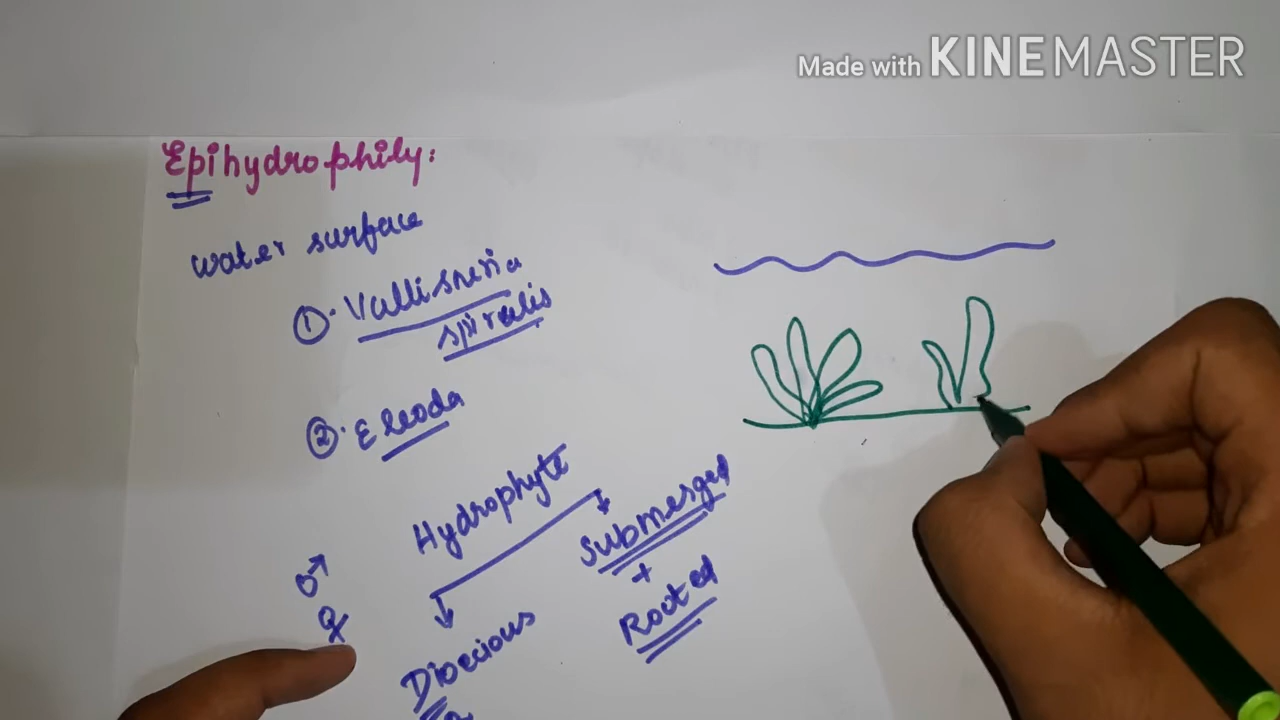 Made with KINEMASTER
Epihydrophily:
water surface
①. Vallisneria
spiralis
②. Eleoda
Hydrophyte
Submerged
+
Rooted
♂
♀
Dioecious